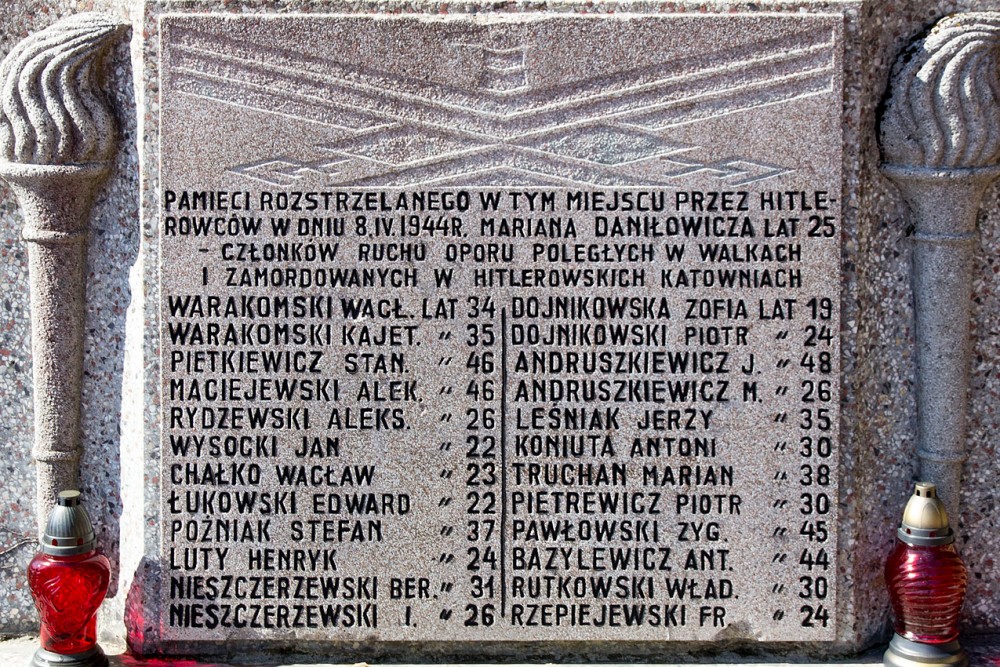 PAMIĘCI ROZSTRZELANEGO W TYM MIEJSCU PRZEZ HITLE-
ROWCÓW W DNIU 8.IV.1944R. MARIANA DANIŁOWICZA LAT 25
- CZŁONKÓW RUCHU OPORU POLEGŁYCH W WALKACH
I ZAMORDOWANYCH W HITLEROWSKICH KATOWNIACH
WARAKOMSKI WACŁ. LAT 34
WARAKOMSKI KAJET. " 35
PIETKIEWICZ STAN. " 46
MACIEJEWSKI ALEK. " 46
RYDZEWSKI ALEKS. " 26
WYSOCKI JAN " 22
CHAŁKO WACŁAW " 23
ŁUKOWSKI EDWARD " 22
POŹNIAK STEFAN " 37
LUTY HENRYK " 24
NIESZCZERZEWSKI BER. " 31
NIESZCZERZEWSKI I. " 26
DOJNIKOWSKA ZOFIA LAT 19
DOJNIKOWSKI PIOTR " 24
ANDRUSZKIEWICZ J. " 48
ANDRUSZKIEWICZ M. " 26
LEŚNIAK JERZY " 35
KONIUTA ANTONI " 30
TRUCHAN MARIAN " 38
PIETREWICZ PIOTR " 30
PAWŁOWSKI ZYG. " 45
BAZYLEWICZ ANT. " 44
RUTKOWSKI WŁAD. " 30
RZEPIEJEWSKI FR. " 24